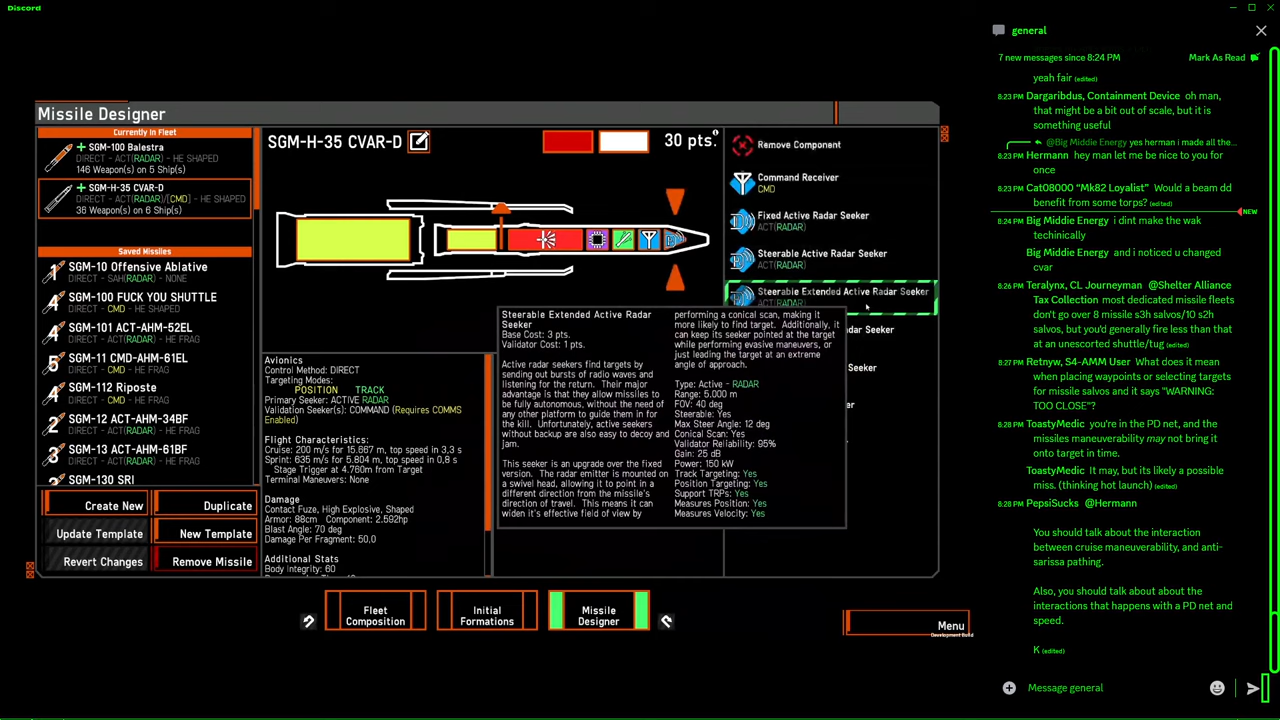 Discord
Missile Designer
Currently In Fleet
SGM-100 Balestra
DIRECT - ACT(RADAR) - HE SHAPED
146 Weapon(s) on 5 Ship(s)
SGM-H-35 CVAR-D
DIRECT - ACT(RADAR)/[CMD] - HE SHAPED
36 Weapon(s) on 6 Ship(s)
Saved Missiles
SGM-10 Offensive Ablative
DIRECT - SAH(RADAR) - NONE
SGM-100 FUCK YOU SHUTTLE
DIRECT - CMD - HE SHAPED
SGM-101 ACT-AHM-52EL
DIRECT - ACT(RADAR) - HE FRAG
SGM-11 CMD-AHM-61EL
DIRECT - CMD - HE FRAG
SGM-112 Riposte
DIRECT - CMD - HE FRAG
SGM-12 ACT-AHM-34BF
DIRECT - ACT(RADAR) - HE FRAG
SGM-13 ACT-AHM-61BF
DIRECT - ACT(RADAR) - HE FRAG
SGM-130 SRI
Create New
Duplicate
Update Template
New Template
Revert Changes
Remove Missile
SGM-H-35 CVAR-D
30 pts.
Avionics
Control Method: DIRECT
Targeting Modes:
POSITION TRACK
Primary Seeker: ACTIVE RADAR
Validation Seeker(s): COMMAND (Requires COMMS
Enabled)
Flight Characteristics:
Cruise: 200 m/s for 15.667 m, top speed in 3,3 s
Sprint: 635 m/s for 5.804 m, top speed in 0,8 s
Stage Trigger at 4.760m from Target
Terminal Maneuvers: None
Damage
Contact Fuze, High Explosive, Shaped
Armor: 88cm Component: 2.592hp
Blast Angle: 70 deg
Damage Per Fragment: 50,0
Additional Stats
Body Integrity: 60
Remove Component
Command Receiver
CMD
Fixed Active Radar Seeker
ACT(RADAR)
Steerable Active Radar Seeker
ACT(RADAR)
Steerable Extended Active Radar Seeker
ACT(RADAR)
dar Seeker
Seeker
Steerable Extended Active Radar
Seeker
Base Cost: 3 pts.
Validator Cost: 1 pts.
Active radar seekers find targets by
sending out bursts of radio waves and
listening for the return. Their major
advantage is that they allow missiles to
be fully autonomous, without the need of
any other platform to guide them in for
the kill. Unfortunately, active seekers
without backup are also easy to decoy and
jam.
This seeker is an upgrade over the fixed
version. The radar emitter is mounted on
a swivel head, allowing it to point in a
different direction from the missile's
direction of travel. This means it can
widen it's effective field of view by
performing a conical scan, making it
more likely to find target. Additionally, it
can keep its seeker pointed at the target
while performing evasive maneuvers, or
just leading the target at an extreme
angle of approach.
Type: Active - RADAR
Range: 5.000 m
FOV: 40 deg
Steerable: Yes
Max Steer Angle: 12 deg
Conical Scan: Yes
Validator Reliability: 95%
Gain: 25 dB
Power: 150 kW
Track Targeting: Yes
Position Targeting: Yes
Support TRPs: Yes
Measures Position: Yes
Measures Velocity: Yes
Fleet
Composition
Initial
Formations
Missile
Designer
Menu
Development Build
general
7 new messages since 8:24 PM
Mark As Read
yeah fair (edited)
8:23 PM Dargaribdus, Containment Device oh man,
that might be a bit out of scale, but it is
something useful
@Big Middie Energy yes herman i made all the...
8:23 PM Hermann hey man let me be nice to you for
once
8:23 PM Cat08000 “Mk82 Loyalist” Would a beam dd
benefit from some torps? (edited)
NEW
8:24 PM Big Middie Energy i dint make the wak
techinically
Big Middie Energy and i noticed u changed
cvar
8:26 PM Teralynx, CL Journeyman @Shelter Alliance
Tax Collection most dedicated missile fleets
don't go over 8 missile s3h salvos/10 s2h
salvos, but you'd generally fire less than that
at an unescorted shuttle/tug (edited)
8:27 PM Retnyw, S4-AMM User What does it mean
when placing waypoints or selecting targets
for missile salvos and it says "WARNING:
TOO CLOSE"?
8:28 PM ToastyMedic you're in the PD net, and the
missiles maneuverability may not bring it
onto target in time.
ToastyMedic It may, but its likely a possible
miss. (thinking hot launch) (edited)
8:28 PM PepsiSucks @Hermann
You should talk about the interaction
between cruise maneuverability, and anti-
sarissa pathing.
Also, you should talk about about the
interactions that happens with a PD net and
speed.
K (edited)
Message general